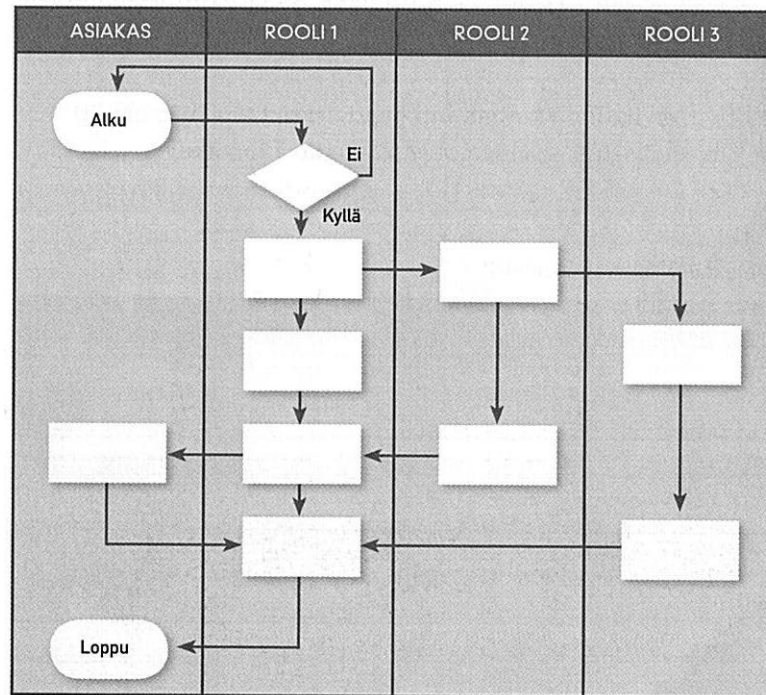 ASIAKAS ROOLI 1 ROOLI 2 ROOLI 3
Alku
Ei
Kyllä
Loppu